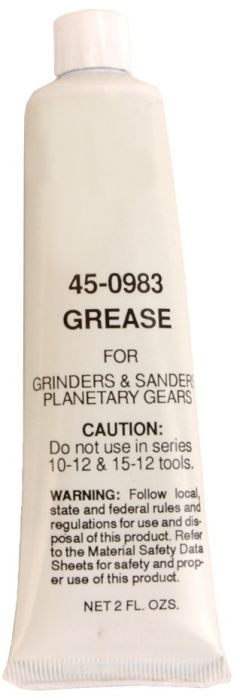 45-0983
GREASE
FOR
GRINDERS & SANDERS
PLANETARY GEARS
CAUTION:
Do not use in series
10-12 & 15-12 tools.
WARNING: Follow local,
state and federal rules and
regulations for use and dis-
posal of this product. Refer
to the Material Safety Data
Sheets for safety and prop-
er use of this product.
NET 2 FL. OZS.